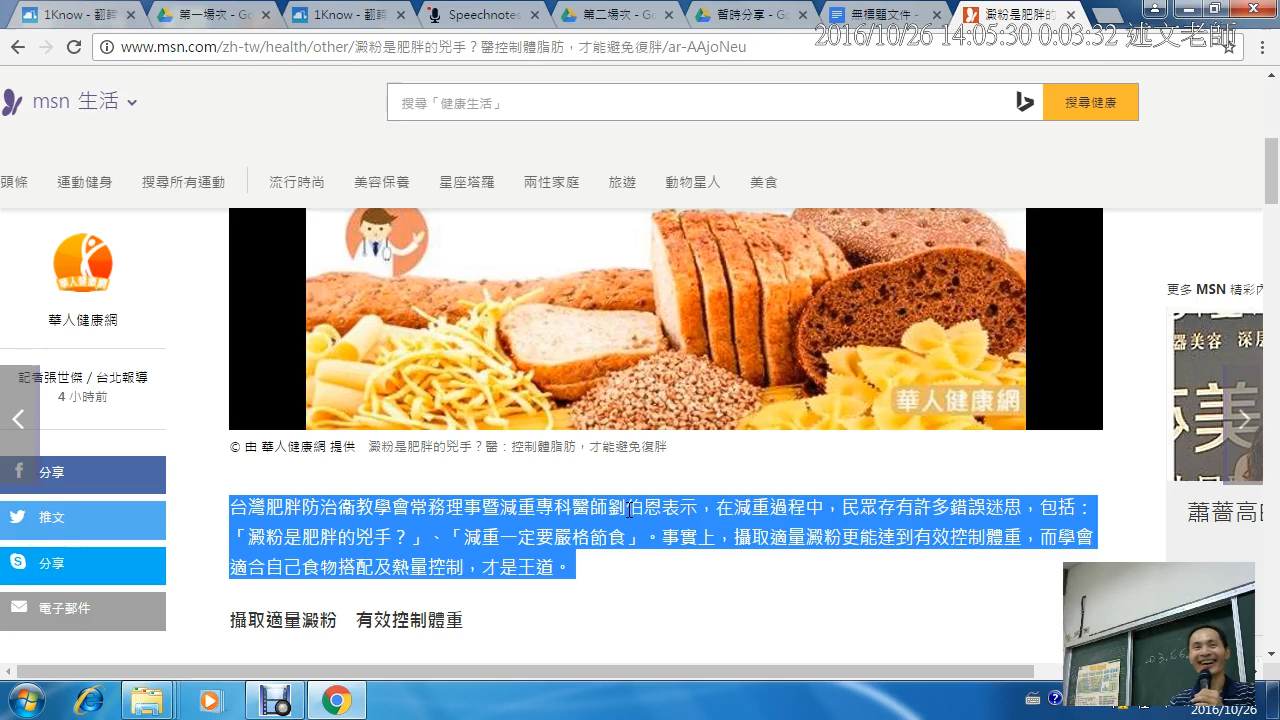 1Know - 翻轉
第一場次 - Go
1Know - 翻轉
Speechnotes
第二場次 - Go
暫時分享 - Go
無標題文件 -
澱粉是肥胖的
2016/10/26 14:05:30 0:03:32 述文老師
www.msn.com/zh-tw/health/other/澱粉是肥胖的兇手？醫控制體脂肪，才能避免復胖/ar-AAjoNeu
msn 生活
搜尋「健康生活」
搜尋健康
頭條 運動健身 搜尋所有運動 流行時尚 美容保養 星座塔羅 兩性家庭 旅遊 動物星人 美食
華人健康網
華人健康網
記者張世傑 / 台北報導
4 小時前
分享
推文
分享
電子郵件
華人健康網
© 由 華人健康網 提供 澱粉是肥胖的兇手？醫：控制體脂肪，才能避免復胖
台灣肥胖防治衛教學會常務理事暨減重專科醫師劉伯恩表示，在減重過程中，民眾存有許多錯誤迷思，包括：
「澱粉是肥胖的兇手？」、「減重一定要嚴格節食」。事實上，攝取適量澱粉更能達到有效控制體重，而學會
適合自己食物搭配及熱量控制，才是王道。
攝取適量澱粉 有效控制體重
更多 MSN 精彩內
器美容 深層
美
蕭薔高
2016/10/26